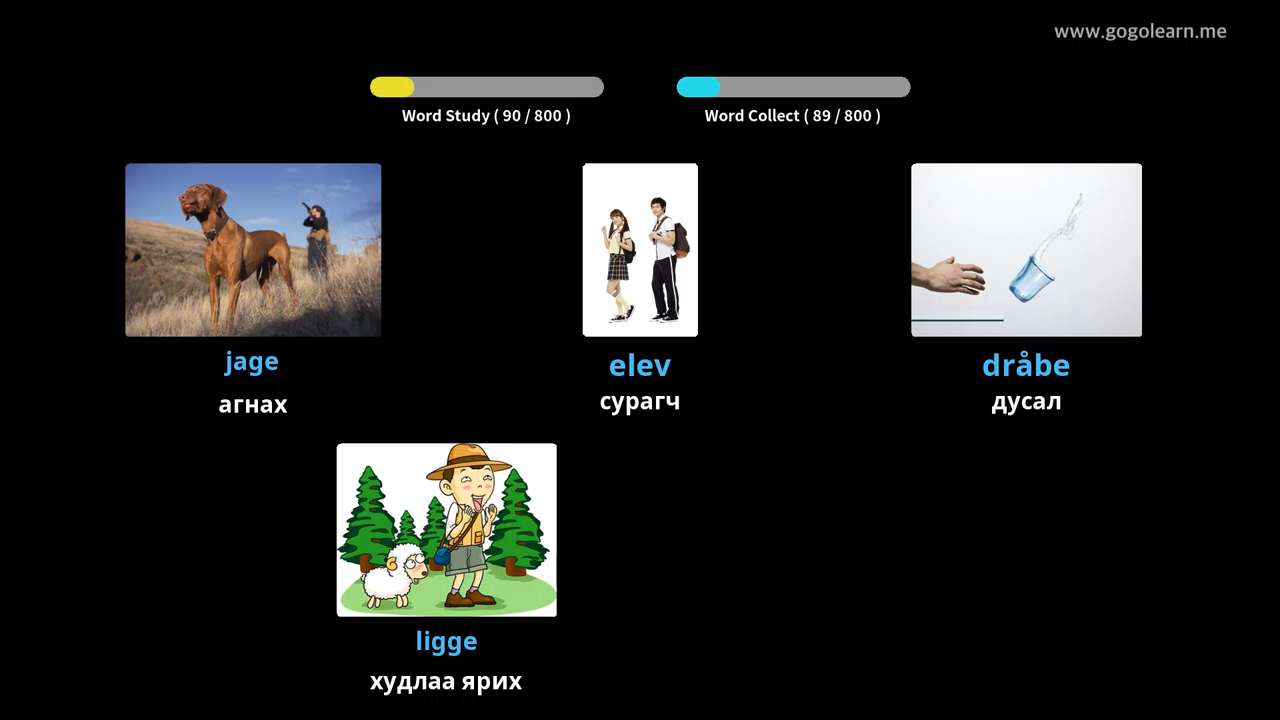 www.gogolearn.me
Word Study ( 90 / 800 )
Word Collect ( 89 / 800 )
jage
агнах
elev
сурагч
dråbe
дусал
ligge
худлаа ярих